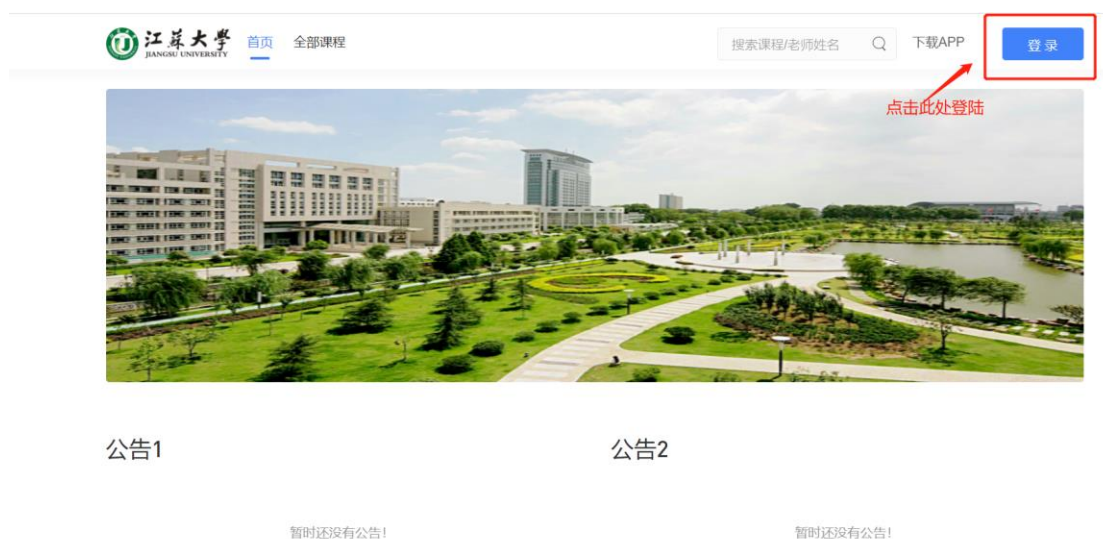 江苏大学
JIANGSU UNIVERSITY
首页 全部课程 搜索课程/老师姓名 下载APP 登录
点击此处登陆
公告1 公告2
暂时还没有公告! 暂时还没有公告!